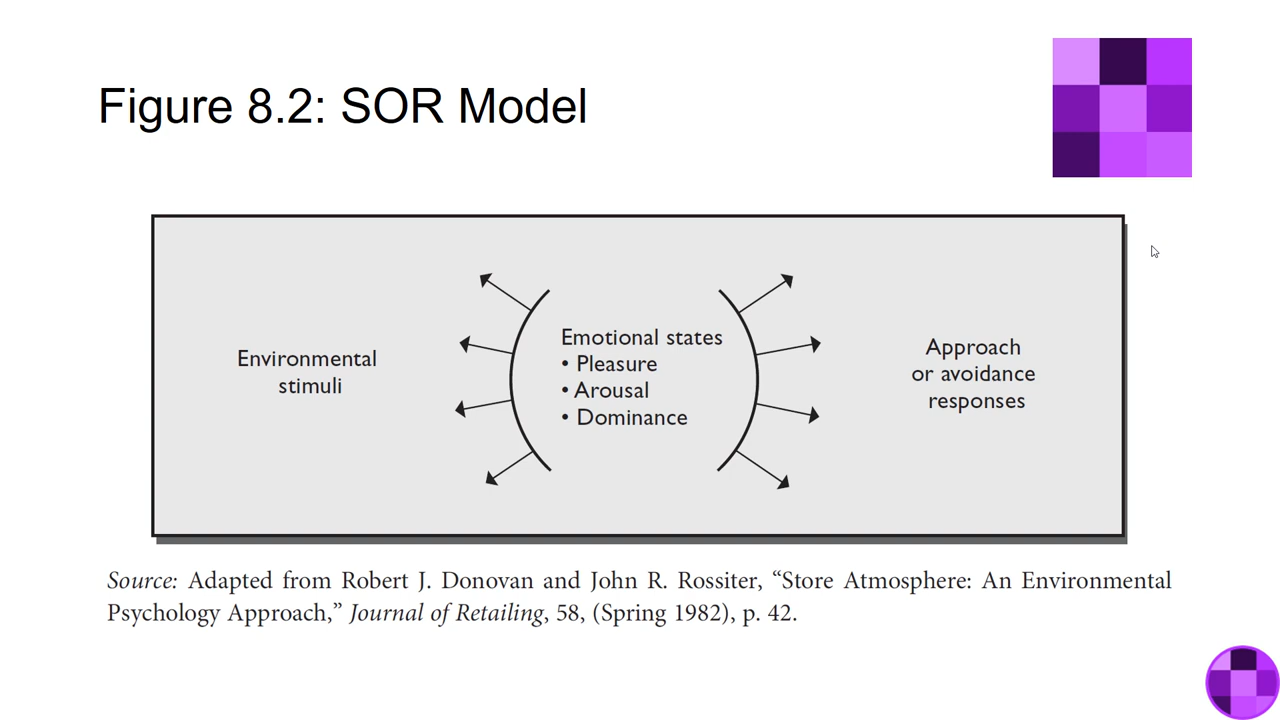 Figure 8.2: SOR Model
Environmental
stimuli
Emotional states
• Pleasure
• Arousal
• Dominance
Approach
or avoidance
responses
Source: Adapted from Robert J. Donovan and John R. Rossiter, “Store Atmosphere: An Environmental
Psychology Approach,” Journal of Retailing, 58, (Spring 1982), p. 42.